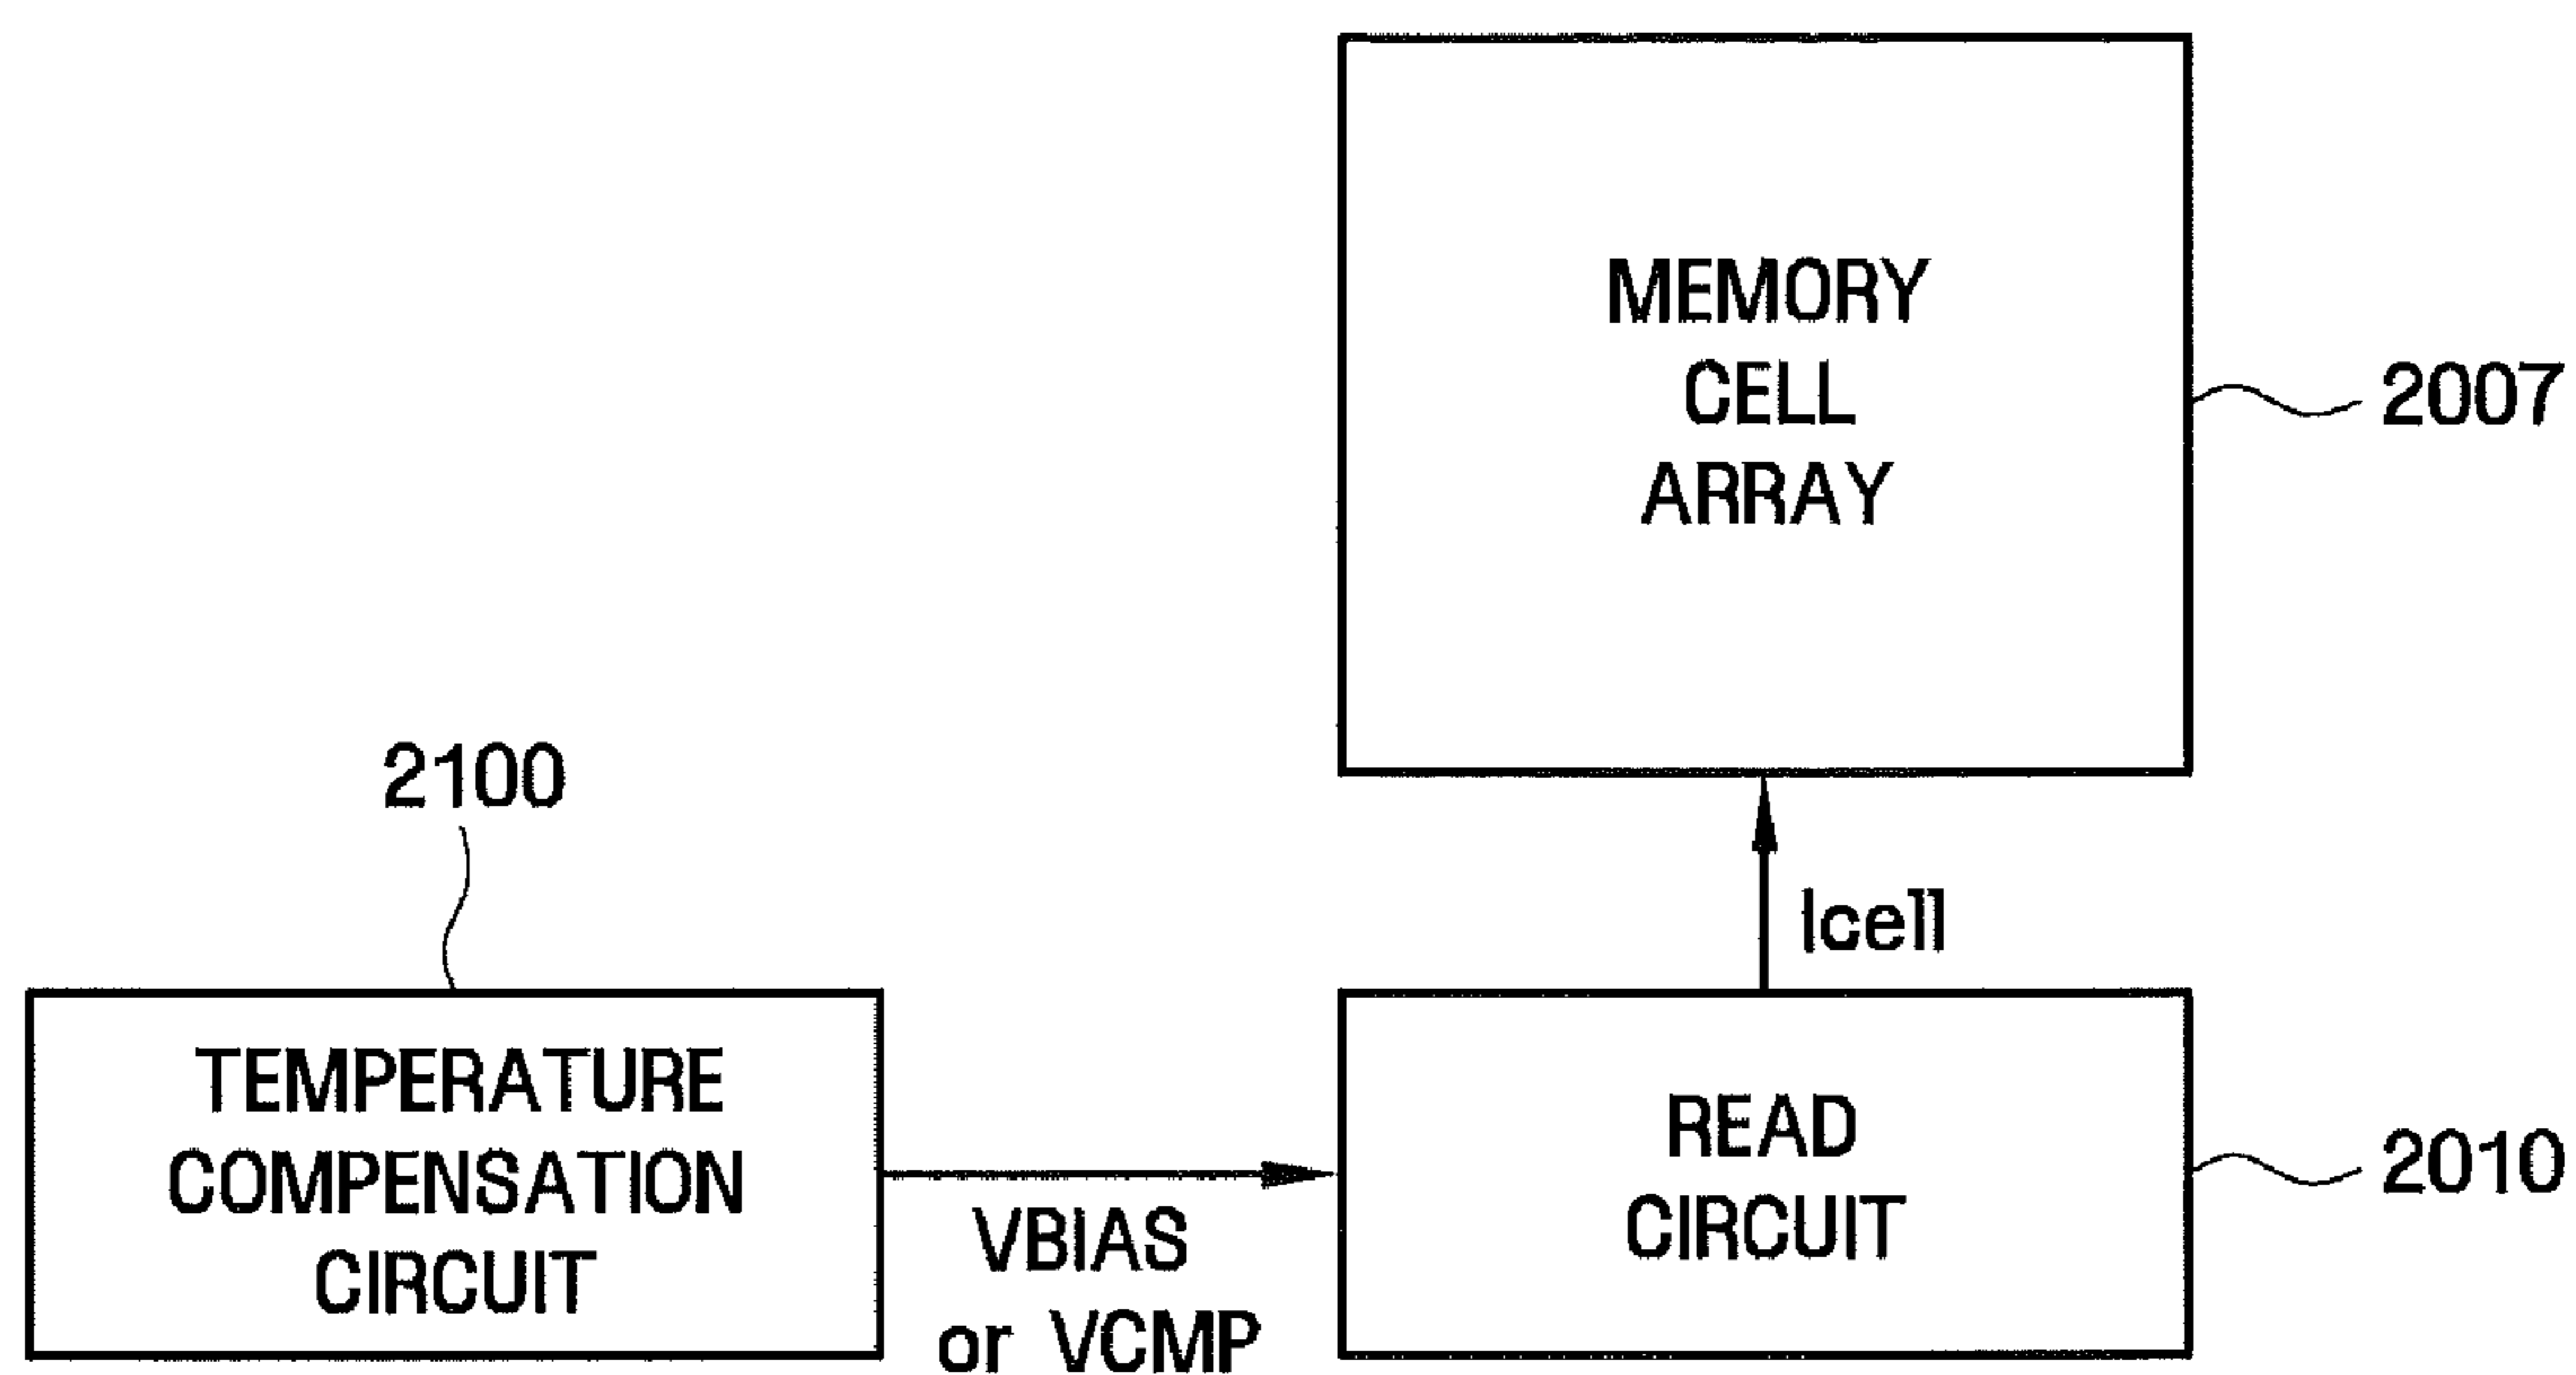 MEMORY
CELL
ARRAY
2007
2100
Icell
TEMPERATURE
COMPENSATION
CIRCUIT
VBIAS
or VCMP
READ
CIRCUIT
2010